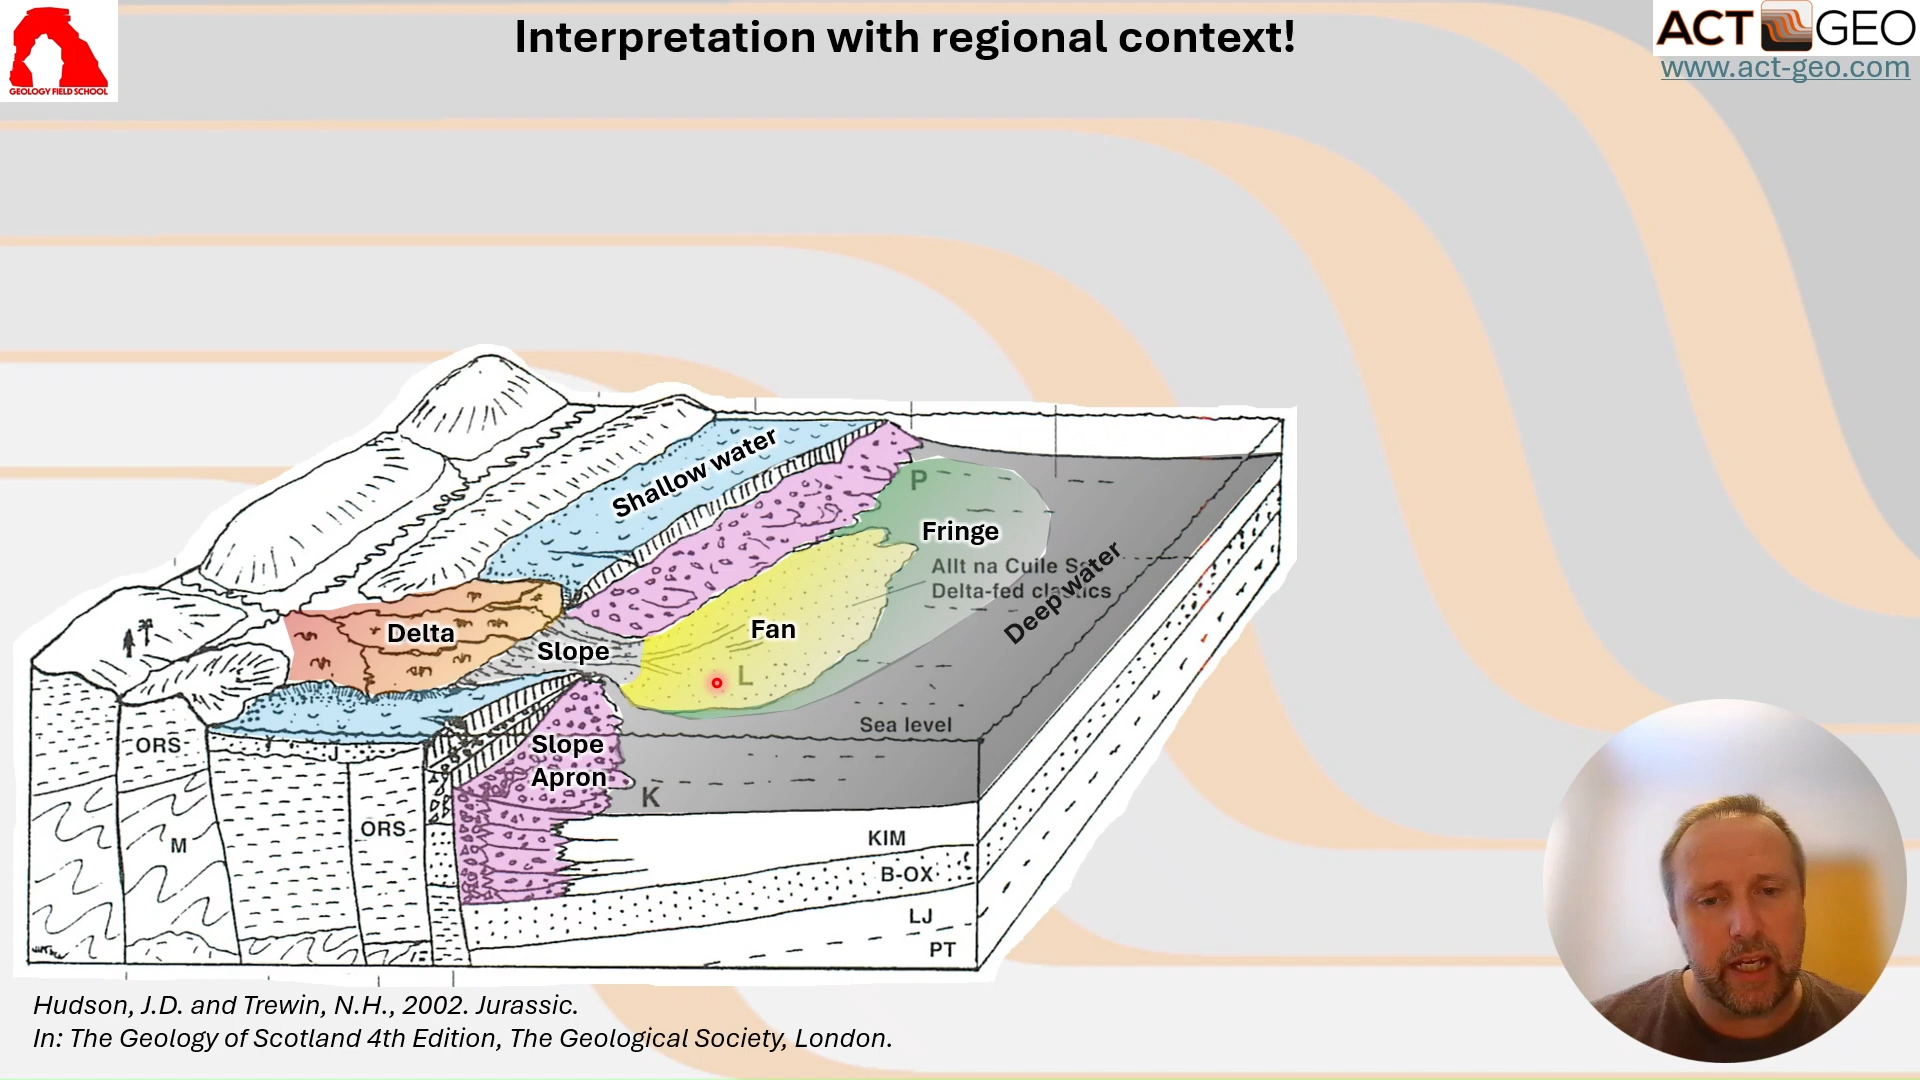 Interpretation with regional context!
GEOLOGY FIELD SCHOOL
ACT GEO
www.act-geo.com
Shallow water
P
Fringe
Allt na Cuile
Delta-fed
Deep water
Delta
Slope
Fan
L
Sea level
Slope
Apron
K
ORS
J
M
ORS
KIM
B-OX
LJ
PT
Hudson, J.D. and Trewin, N.H., 2002. Jurassic.
In: The Geology of Scotland 4th Edition, The Geological Society, London.